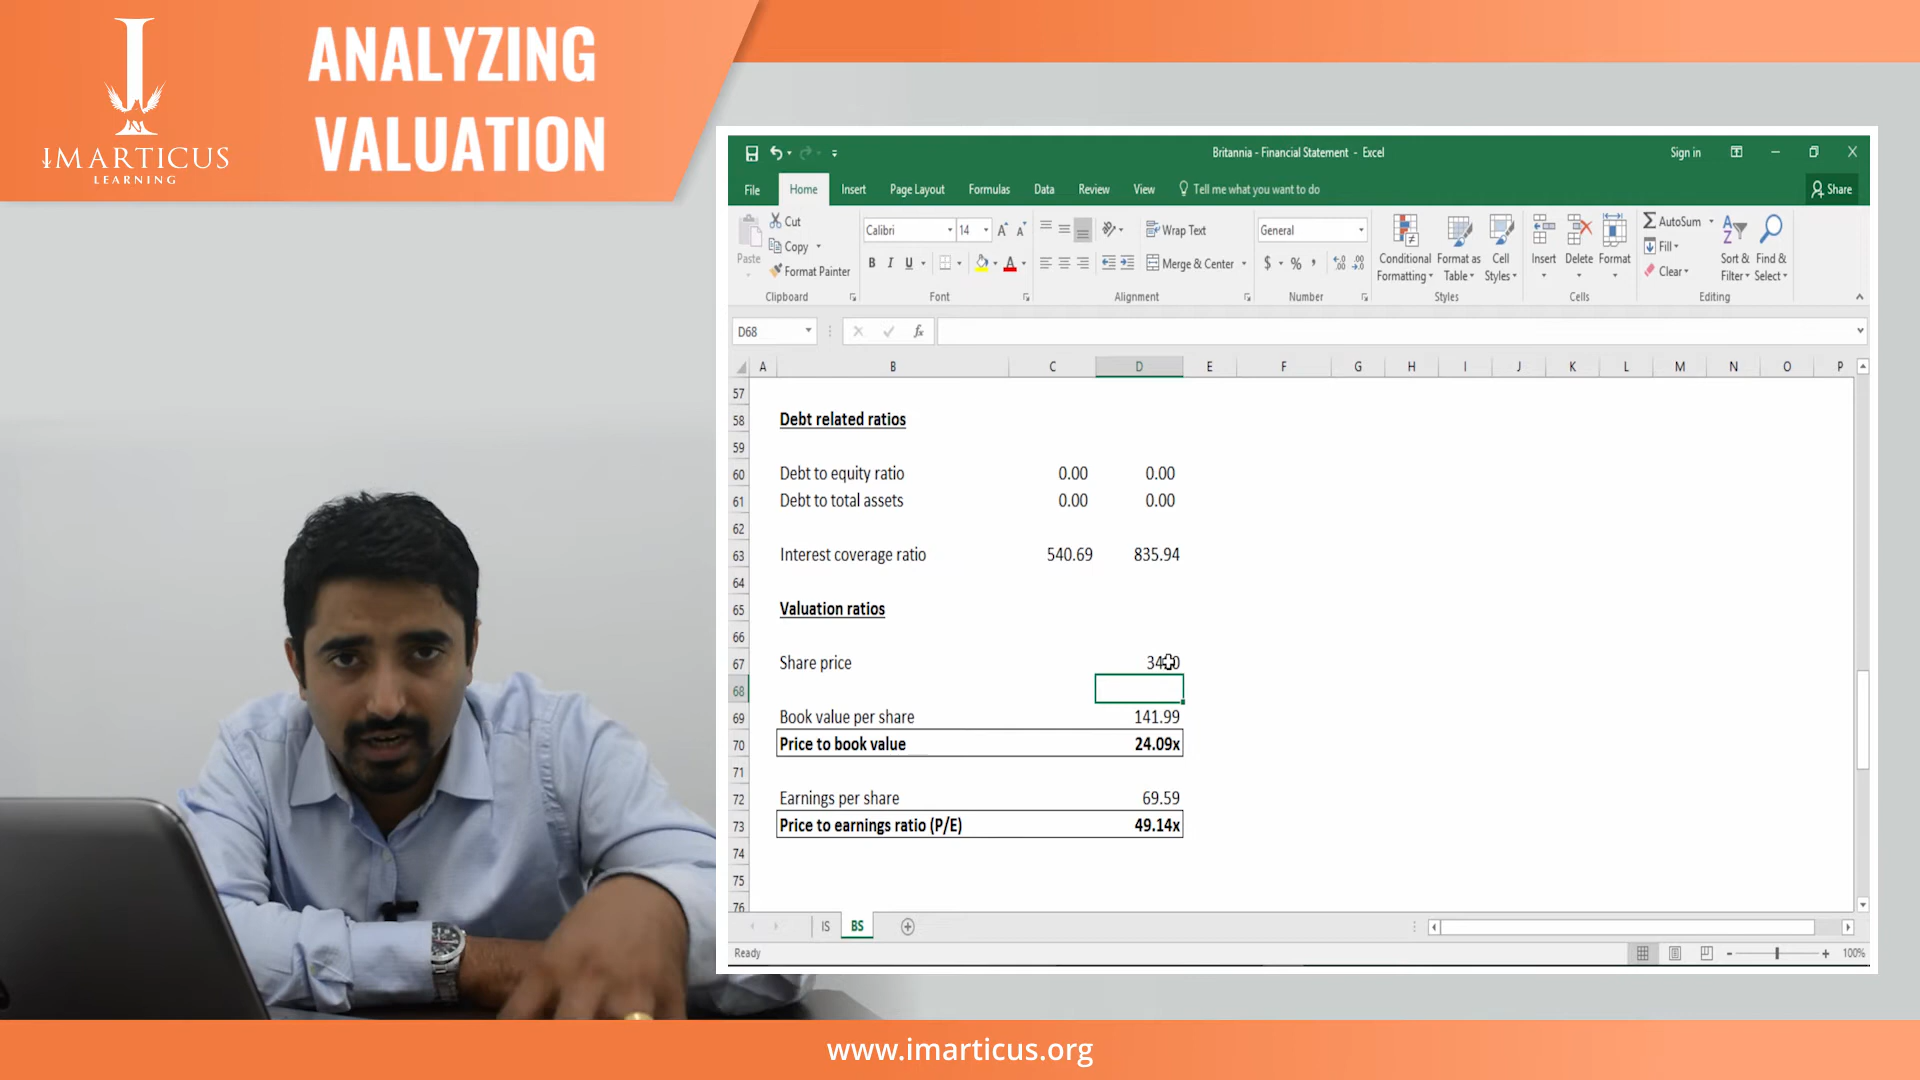 IMARTICUS
LEARNING
ANALYZING
VALUATION
Britannia - Financial Statement - Excel
Sign in
File
Home
Insert
Page Layout
Formulas
Data
Review
View
Tell me what you want to do
Share
Paste
Cut
Copy
Format Painter
Clipboard
Calibri
14
B I U
Font
Wrap Text
Merge & Center
Alignment
General
$ % ,
Number
Conditional
Formatting
Format as
Table
Cell
Styles
Styles
Insert
Delete
Format
Cells
AutoSum
Fill
Clear
Sort &
Filter
Find &
Select
Editing
D68
fx
A B C D E F G H I J K L M N O P
57
58 Debt related ratios
59
60 Debt to equity ratio 0.00 0.00
61 Debt to total assets 0.00 0.00
62
63 Interest coverage ratio 540.69 835.94
64
65 Valuation ratios
66
67 Share price
68
69 Book value per share 141.99
70 Price to book value 24.09x
71
72 Earnings per share 69.59
73 Price to earnings ratio (P/E) 49.14x
74
75
76
IS
BS
Ready
100%
www.imarticus.org